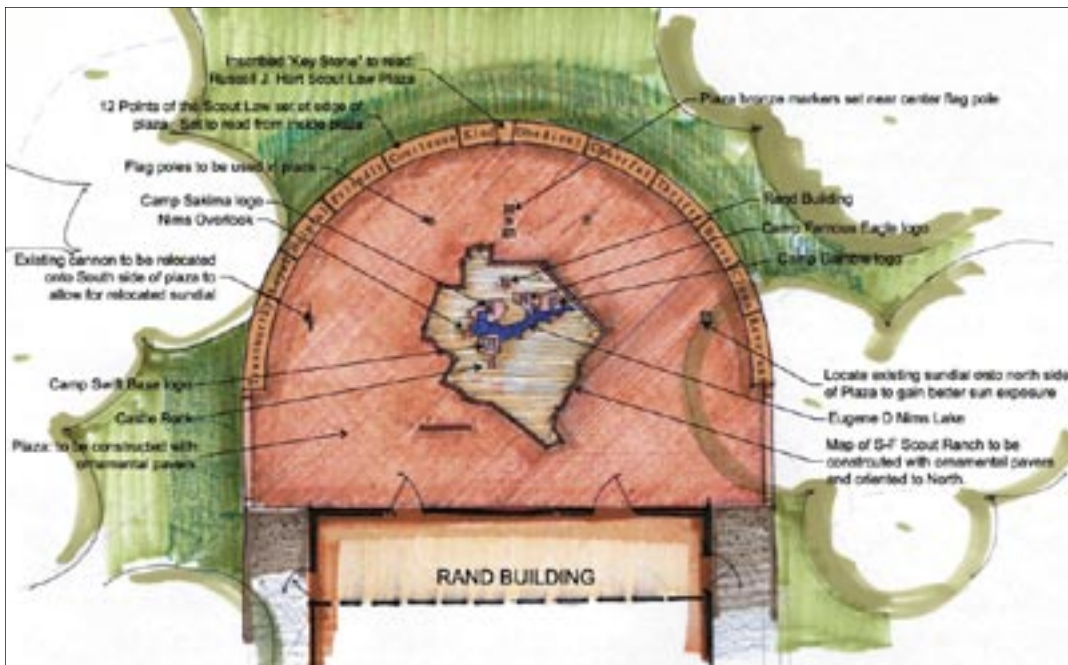 Inscribed "Key Stone" to read:
Russell J. Hart Scout Law Plaza
12 Points of the Scout Law set at edge of
plaza. Set to read from inside plaza
Plaza bronze markers set near center flag pole
Flag poles to be used in place
Camp Sakima logo
Nims Overlook
Rand Building
Camp Famous Eagle logo
Camp Gamble logo
Existing cannon to be relocated
onto South side of plaza to
allow for relocated sundial
Trustworthy Loyal Helpful Friendly Courteous Kind Obedient Cheerful Thrifty Brave Clean Reverent
Camp Swift Base logo
Castle Rock
Plaza: to be constructed with
ornamental pavers
Locate existing sundial onto north side
of Plaza to gain better sun exposure
Eugene D Nims Lake
Map of S-F Scout Ranch to be
constructed with ornamental pavers
and oriented to North.
RAND BUILDING